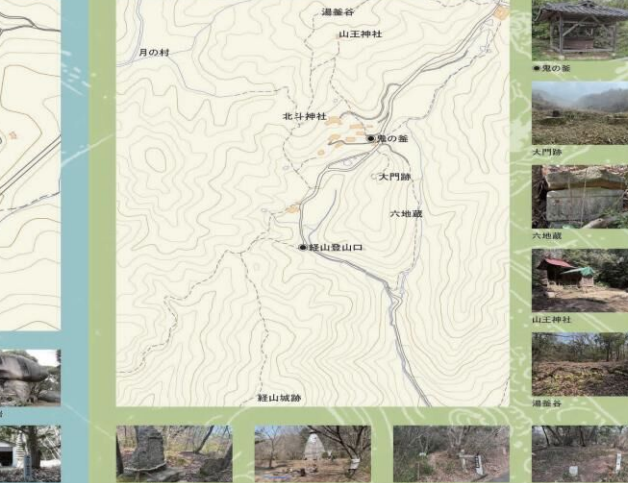 湯釜谷
山王神社
月の村
北斗神社
鬼の釜
大門跡
六地蔵
経山登山口
経山城跡
鬼の釜
大門跡
六地蔵
山王神社
湯釜谷